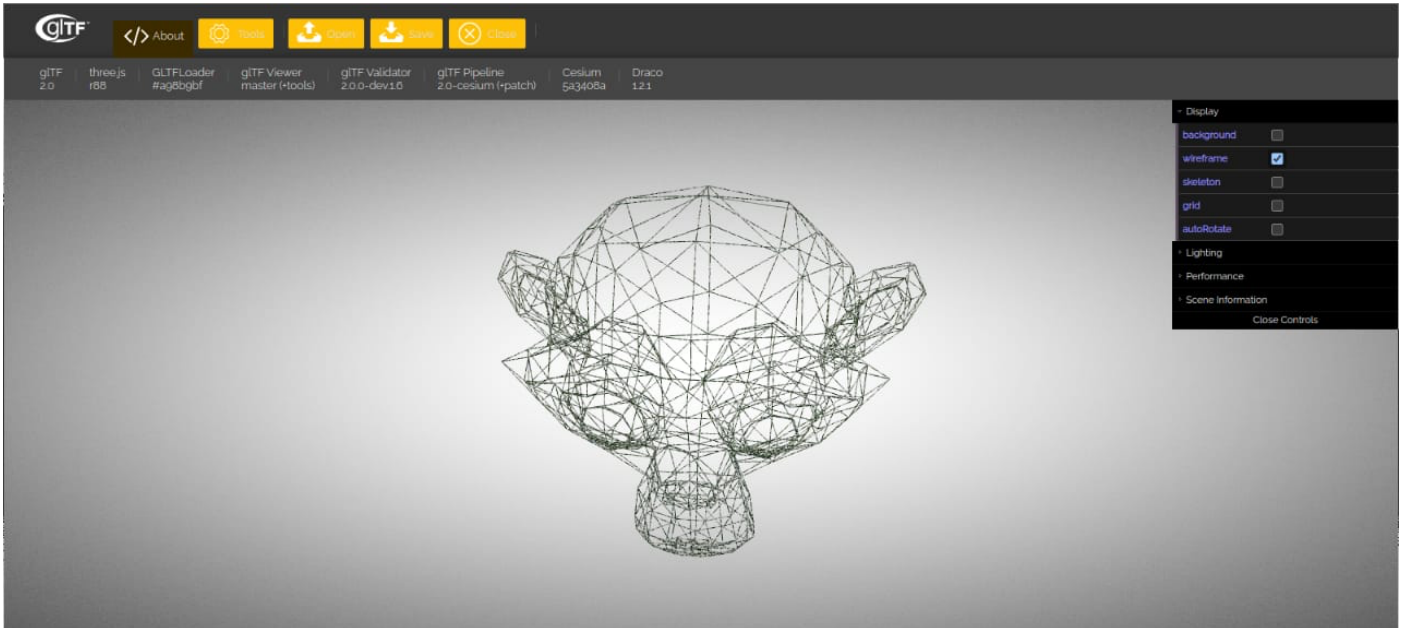 glTF™
</> About
Tools
Open
Save
Close
glTF
2.0
three.js
r88
GLTFLoader
#a98b9bf
glTF Viewer
master (+tools)
glTF Validator
2.0.0-dev.1.6
glTF Pipeline
2.0-cesium (+patch)
Cesium
5a3408a
Draco
1.2.1
Display
background
wireframe
skeleton
grid
autoRotate
Lighting
Performance
Scene Information
Close Controls